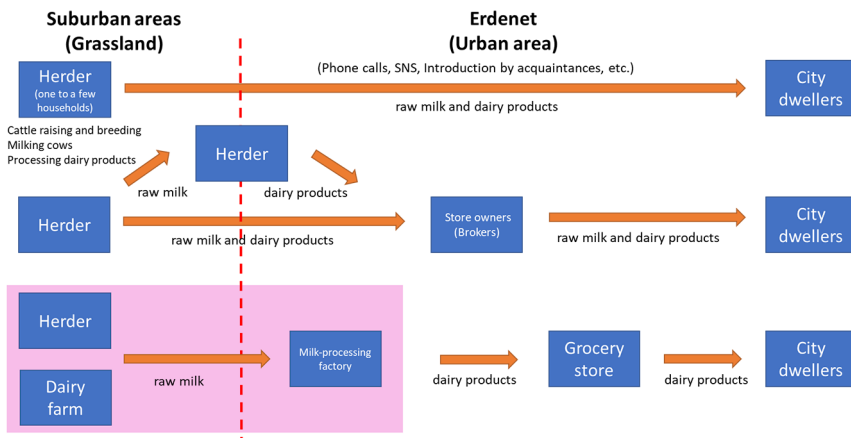 Suburban areas
(Grassland)
Erdenet
(Urban area)
Herder
(one to a few
households)
(Phone calls, SNS, Introduction by acquaintances, etc.)
raw milk and dairy products
City
dwellers
Cattle raising and breeding
Milking cows
Processing dairy products
Herder
raw milk
dairy products
Herder
raw milk and dairy products
Store owners
(Brokers)
raw milk and dairy products
City
dwellers
Herder
Dairy
farm
raw milk
Milk-processing
factory
dairy products
Grocery
store
dairy products
City
dwellers